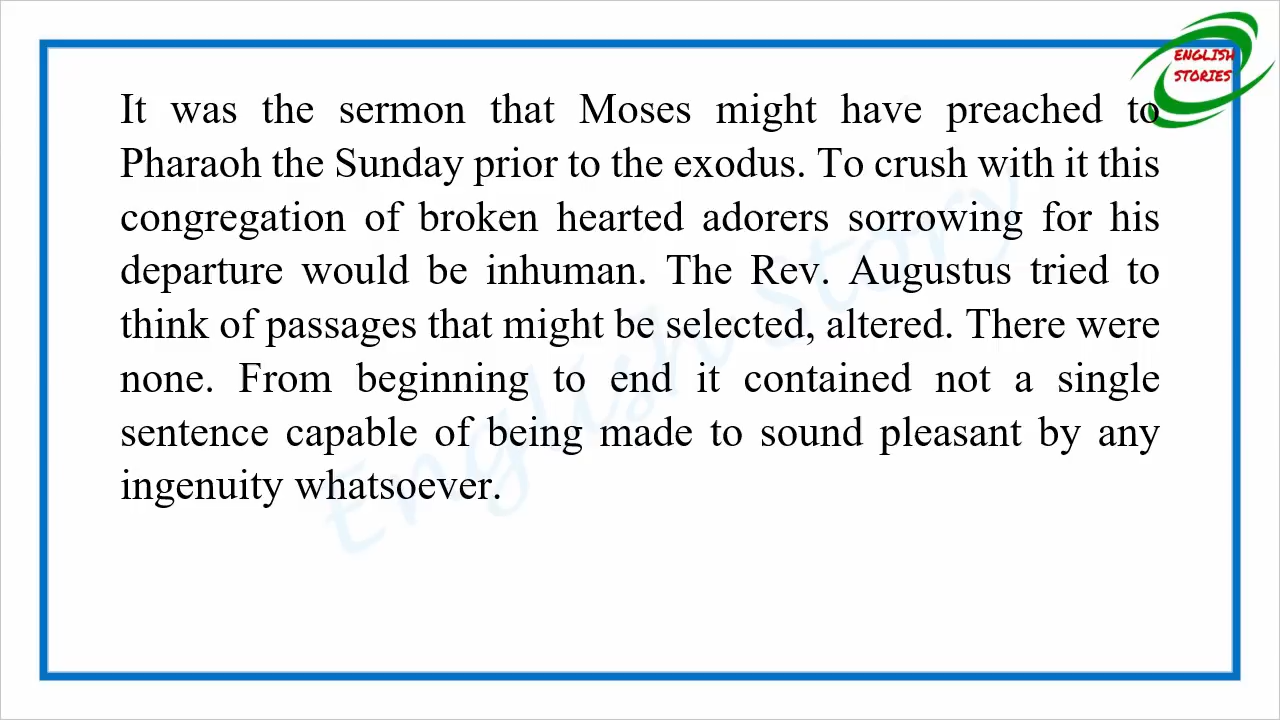 ENGLISH
STORIES
It was the sermon that Moses might have preached to
Pharaoh the Sunday prior to the exodus. To crush with it this
congregation of broken hearted adorers sorrowing for his
departure would be inhuman. The Rev. Augustus tried to
think of passages that might be selected, altered. There were
none. From beginning to end it contained not a single
sentence capable of being made to sound pleasant by any
ingenuity whatsoever.
English Story